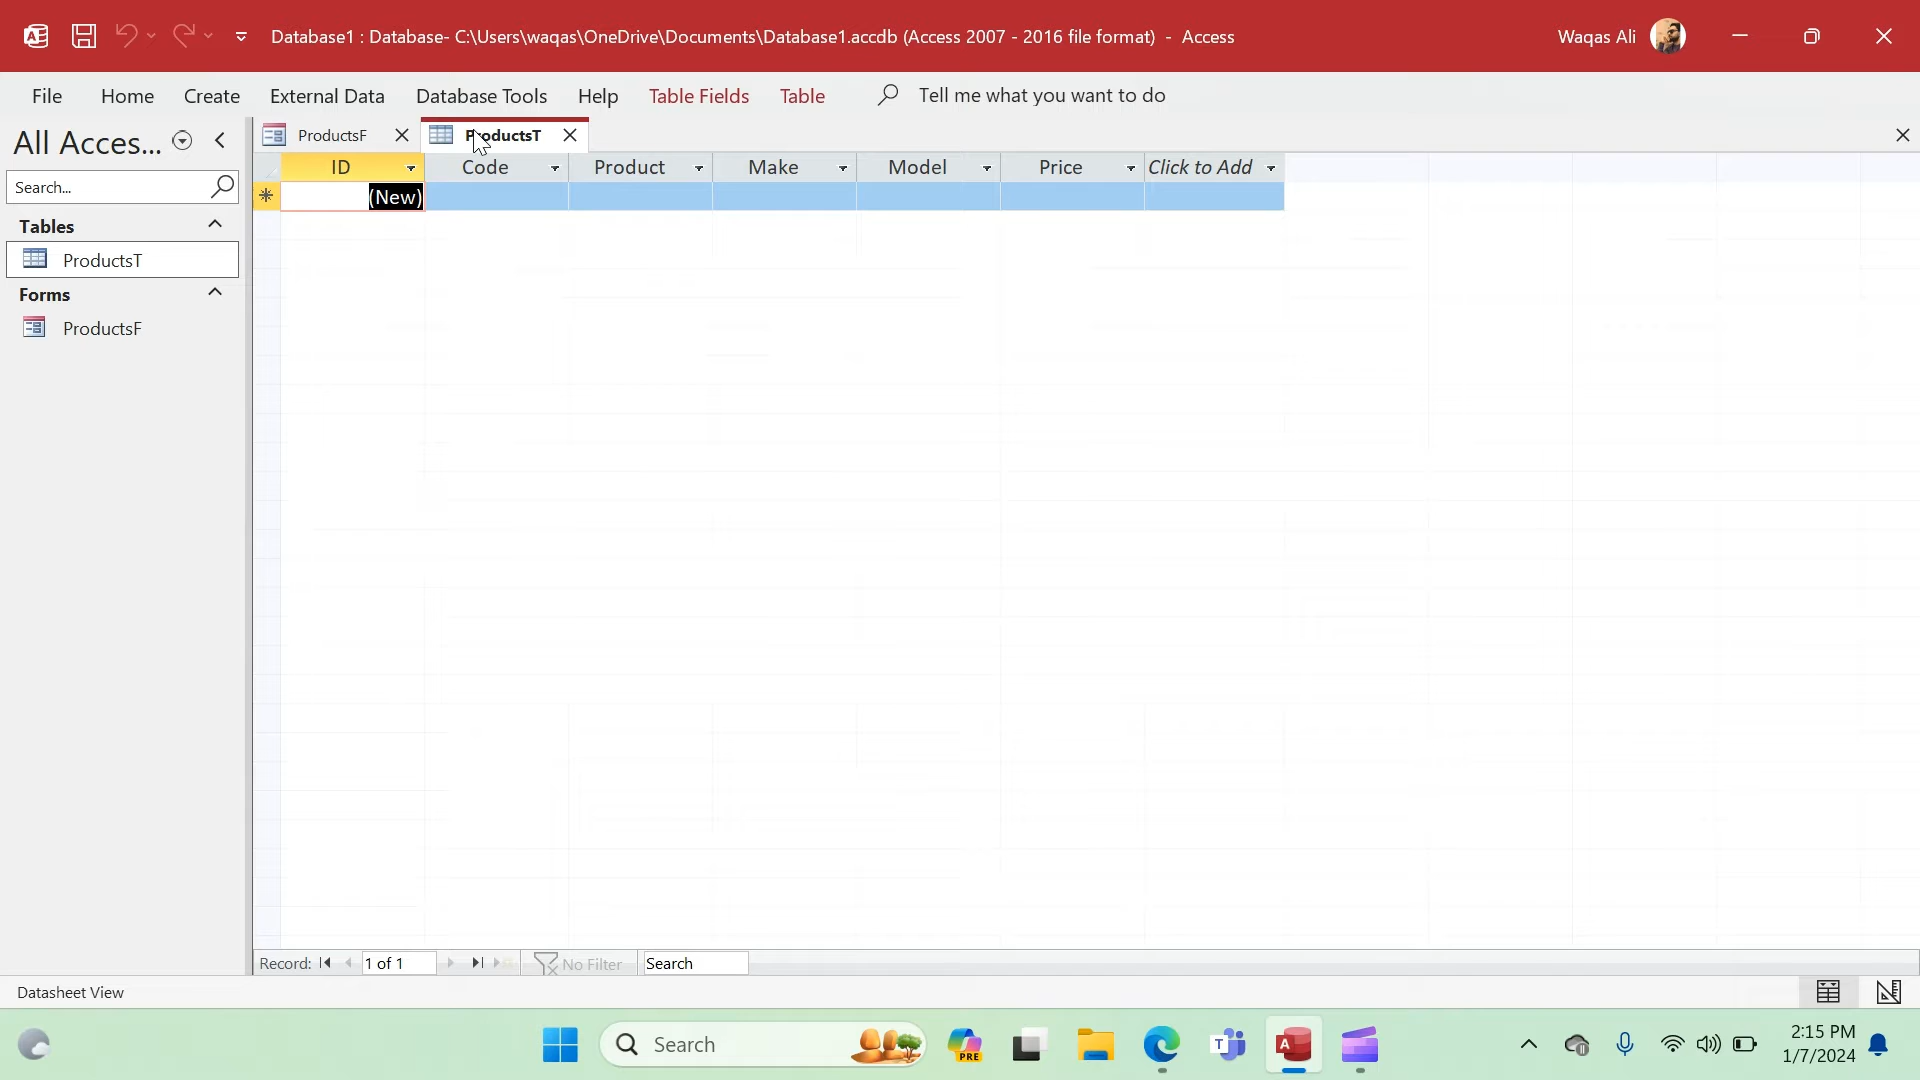 Database1 : Database- C:\Users\waqas\OneDrive\Documents\Database1.accdb (Access 2007 - 2016 file format) - Access
Waqas Ali
File Home Create External Data Database Tools Help Table Fields Table Tell me what you want to do
All Acces...
ProductsF ProductsT
ID Code Product Make Model Price Click to Add
(New)
Search...
Tables
ProductsT
Forms
ProductsF
Record: 1 of 1 No Filter Search
Datasheet View
Search
PRE
2:15 PM
1/7/2024